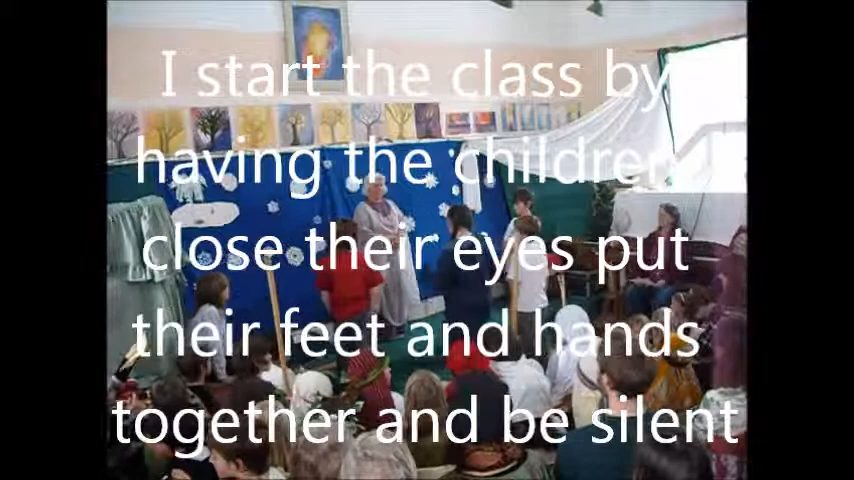 I start the class by
having the children
close their eyes put
their feet and hands
together and be silent